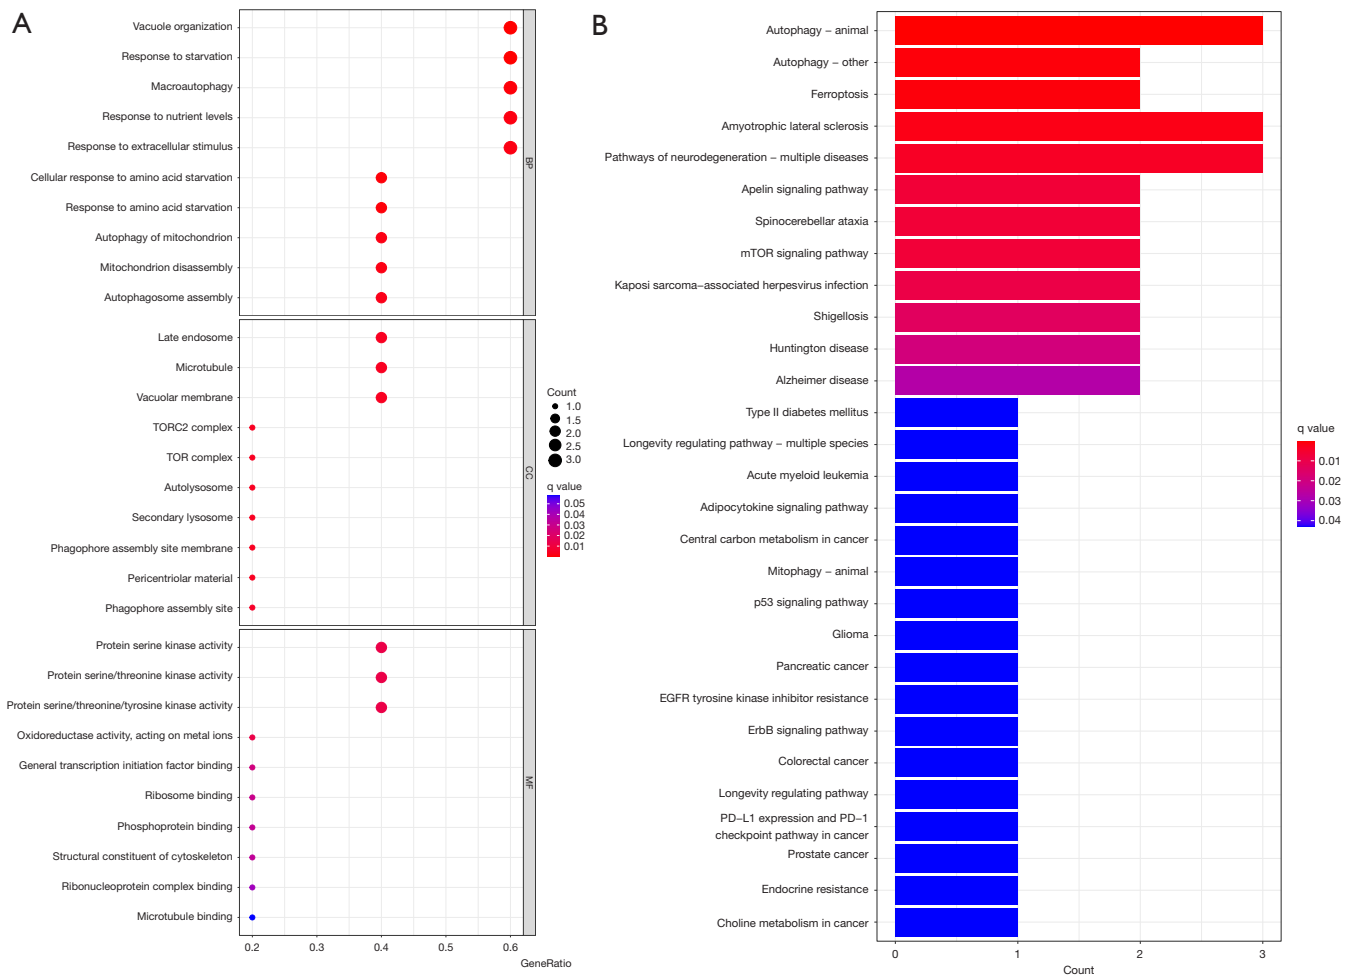 A
Vacuole organization
Response to starvation
Macroautophagy
Response to nutrient levels
Response to extracellular stimulus
Cellular response to amino acid starvation
Response to amino acid starvation
Autophagy of mitochondrion
Mitochondrion disassembly
Autophagosome assembly
BP
Late endosome
Microtubule
Vacuolar membrane
TORC2 complex
TOR complex
Autolysosome
Secondary lysosome
Phagophore assembly site membrane
Pericentriolar material
Phagophore assembly site
CC
Protein serine kinase activity
Protein serine/threonine kinase activity
Protein serine/threonine/tyrosine kinase activity
Oxidoreductase activity, acting on metal ions
General transcription initiation factor binding
Ribosome binding
Phosphoprotein binding
Structural constituent of cytoskeleton
Ribonucleoprotein complex binding
Microtubule binding
MF
0.2 0.3 0.4 0.5 0.6
GeneRatio
Count
1.0
1.5
2.0
2.5
3.0
q value
0.05
0.04
0.03
0.02
0.01
B
Autophagy − animal
Autophagy − other
Ferroptosis
Amyotrophic lateral sclerosis
Pathways of neurodegeneration − multiple diseases
Apelin signaling pathway
Spinocerebellar ataxia
mTOR signaling pathway
Kaposi sarcoma−associated herpesvirus infection
Shigellosis
Huntington disease
Alzheimer disease
Type II diabetes mellitus
Longevity regulating pathway − multiple species
Acute myeloid leukemia
Adipocytokine signaling pathway
Central carbon metabolism in cancer
Mitophagy − animal
p53 signaling pathway
Glioma
Pancreatic cancer
EGFR tyrosine kinase inhibitor resistance
ErbB signaling pathway
Colorectal cancer
Longevity regulating pathway
PD−L1 expression and PD−1
checkpoint pathway in cancer
Prostate cancer
Endocrine resistance
Choline metabolism in cancer
0 1 2 3
Count
q value
0.01
0.02
0.03
0.04